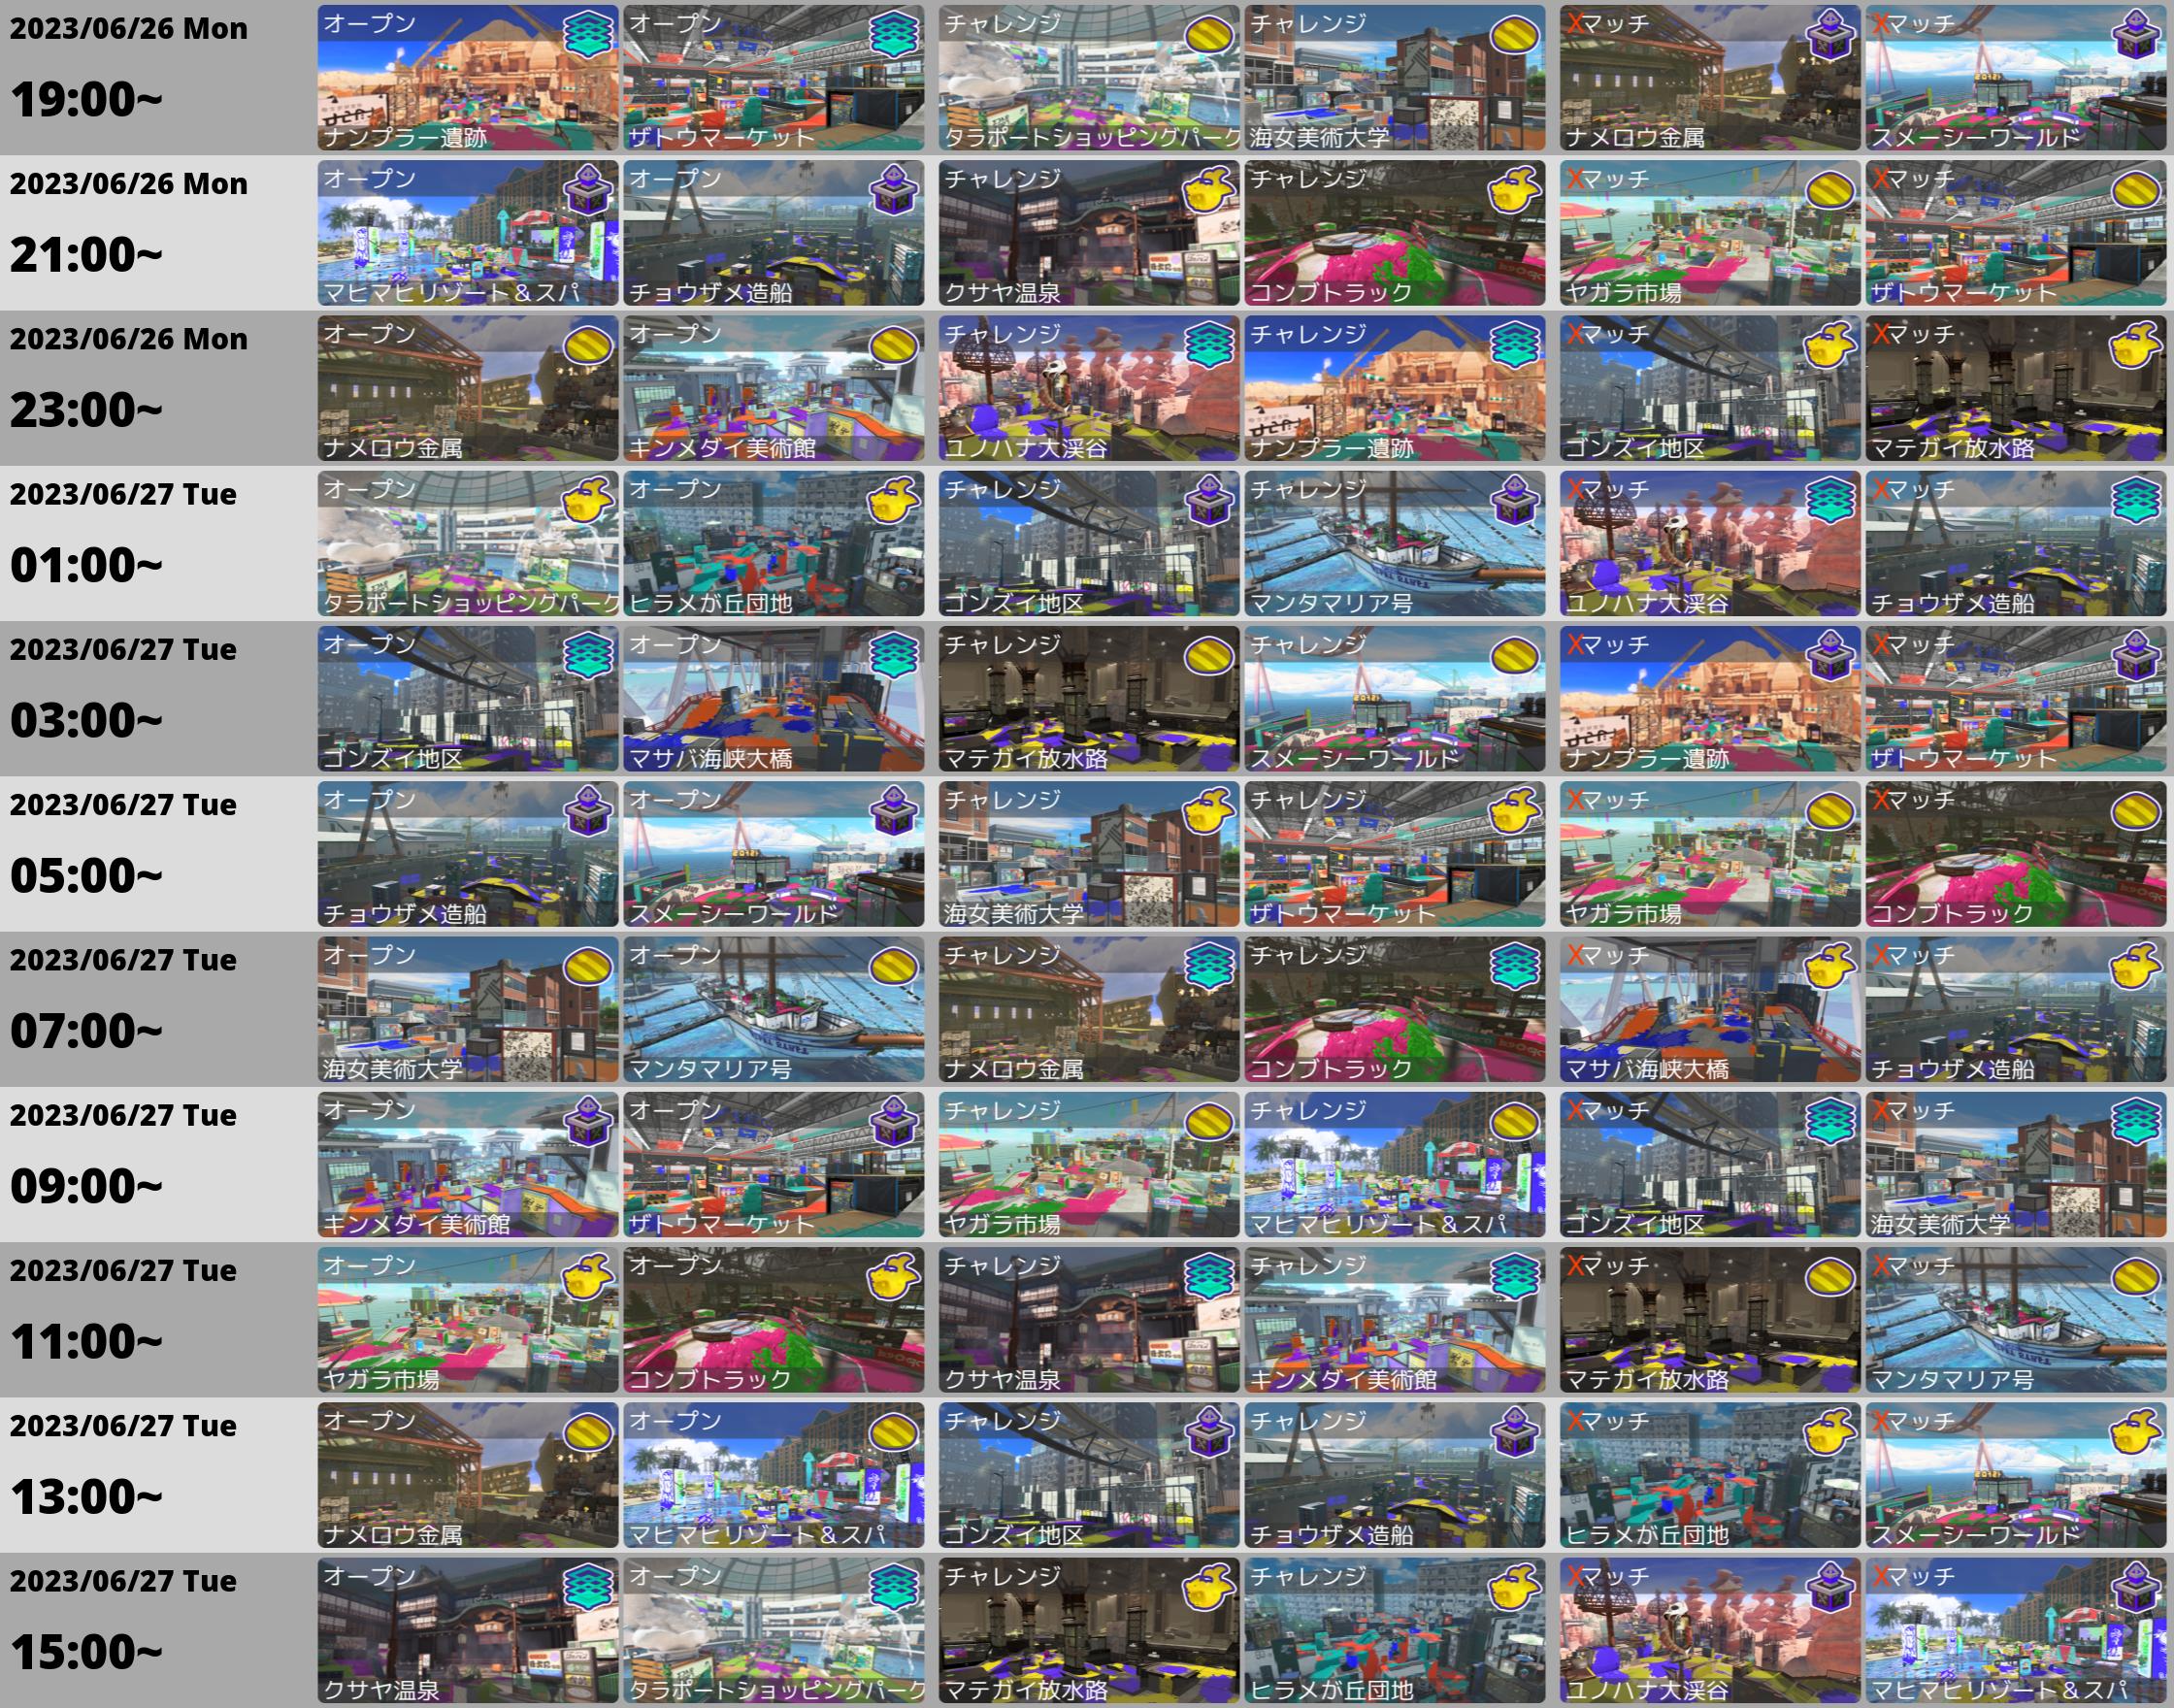 2023/06/26 Mon
19:00~
オープン オープン チャレンジ チャレンジ Xマッチ Xマッチ
ナンプラー遺跡 ザトウマーケット タラポートショッピングパーク 海女美術大学 ナメロウ金属 スメーシーワールド
2023/06/26 Mon
21:00~
オープン オープン チャレンジ チャレンジ Xマッチ Xマッチ
マヒマヒリゾート＆スパ チョウザメ造船 クサヤ温泉 コンブトラック ヤガラ市場 ザトウマーケット
2023/06/26 Mon
23:00~
オープン オープン チャレンジ チャレンジ Xマッチ Xマッチ
ナメロウ金属 キンメダイ美術館 ユノハナ大渓谷 ナンプラー遺跡 ゴンズイ地区 マテガイ放水路
2023/06/27 Tue
01:00~
オープン オープン チャレンジ チャレンジ Xマッチ Xマッチ
タラポートショッピングパーク ヒラメが丘団地 ゴンズイ地区 マンタマリア号 ユノハナ大渓谷 チョウザメ造船
2023/06/27 Tue
03:00~
オープン オープン チャレンジ チャレンジ Xマッチ Xマッチ
ゴンズイ地区 マサバ海峡大橋 マテガイ放水路 スメーシーワールド ナンプラー遺跡 ザトウマーケット
2023/06/27 Tue
05:00~
オープン オープン チャレンジ チャレンジ Xマッチ Xマッチ
チョウザメ造船 スメーシーワールド 海女美術大学 ザトウマーケット ヤガラ市場 コンブトラック
2023/06/27 Tue
07:00~
オープン オープン チャレンジ チャレンジ Xマッチ Xマッチ
海女美術大学 マンタマリア号 ナメロウ金属 コンブトラック マサバ海峡大橋 チョウザメ造船
2023/06/27 Tue
09:00~
オープン オープン チャレンジ チャレンジ Xマッチ Xマッチ
キンメダイ美術館 ザトウマーケット ヤガラ市場 マヒマヒリゾート＆スパ ゴンズイ地区 海女美術大学
2023/06/27 Tue
11:00~
オープン オープン チャレンジ チャレンジ Xマッチ Xマッチ
ヤガラ市場 コンブトラック クサヤ温泉 キンメダイ美術館 マテガイ放水路 マンタマリア号
2023/06/27 Tue
13:00~
オープン オープン チャレンジ チャレンジ Xマッチ Xマッチ
ナメロウ金属 マヒマヒリゾート＆スパ ゴンズイ地区 チョウザメ造船 ヒラメが丘団地 スメーシーワールド
2023/06/27 Tue
15:00~
オープン オープン チャレンジ チャレンジ Xマッチ Xマッチ
クサヤ温泉 タラポートショッピングパーク マテガイ放水路 ヒラメが丘団地 ユノハナ大渓谷 マヒマヒリゾート＆スパ